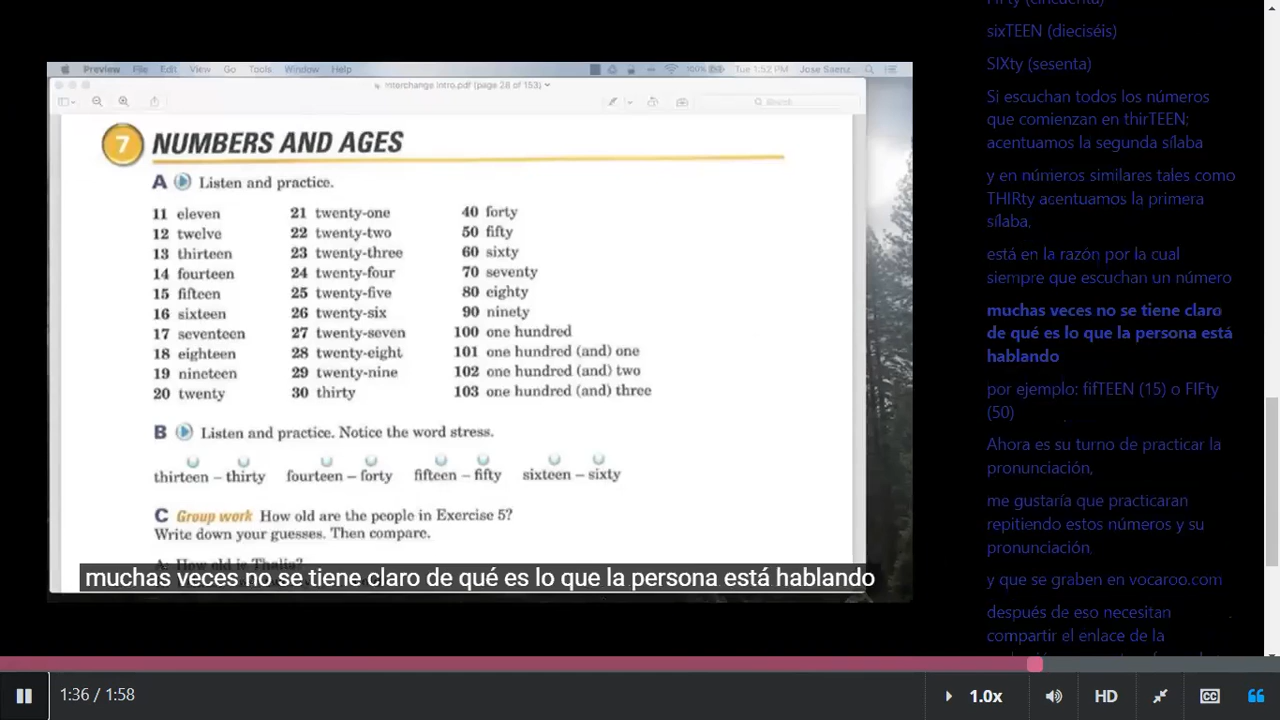 Preview File Edit View Go Tools Window Help 100% Tue 1:52 PM Jose Saenz
Interchange Intro.pdf (page 28 of 153)
7 NUMBERS AND AGES
A Listen and practice.
11 eleven 21 twenty-one 40 forty
12 twelve 22 twenty-two 50 fifty
13 thirteen 23 twenty-three 60 sixty
14 fourteen 24 twenty-four 70 seventy
15 fifteen 25 twenty-five 80 eighty
16 sixteen 26 twenty-six 90 ninety
17 seventeen 27 twenty-seven 100 one hundred
18 eighteen 28 twenty-eight 101 one hundred (and) one
19 nineteen 29 twenty-nine 102 one hundred (and) two
20 twenty 30 thirty 103 one hundred (and) three
B Listen and practice. Notice the word stress.
thirteen – thirty fourteen – forty fifteen – fifty sixteen – sixty
C Group work How old are the people in Exercise 5?
Write down your guesses. Then compare.
A: How old is Thalia?
muchas veces no se tiene claro de qué es lo que la persona está hablando
FIFty (cincuenta)
sixTEEN (dieciséis)
SIXty (sesenta)
Si escuchan todos los números
que comienzan en thirTEEN;
acentuamos la segunda sílaba
y en números similares tales como
THIRty acentuamos la primera
sílaba,
está en la razón por la cual
siempre que escuchan un número
muchas veces no se tiene claro
de qué es lo que la persona está
hablando
por ejemplo: fifTEEN (15) o FIFty
(50)
Ahora es su turno de practicar la
pronunciación,
me gustaría que practicaran
repitiendo estos números y su
pronunciación.
y que se graben en vocaroo.com
después de eso necesitan
compartir el enlace de la
1:36 / 1:58
1.0x
HD
CC